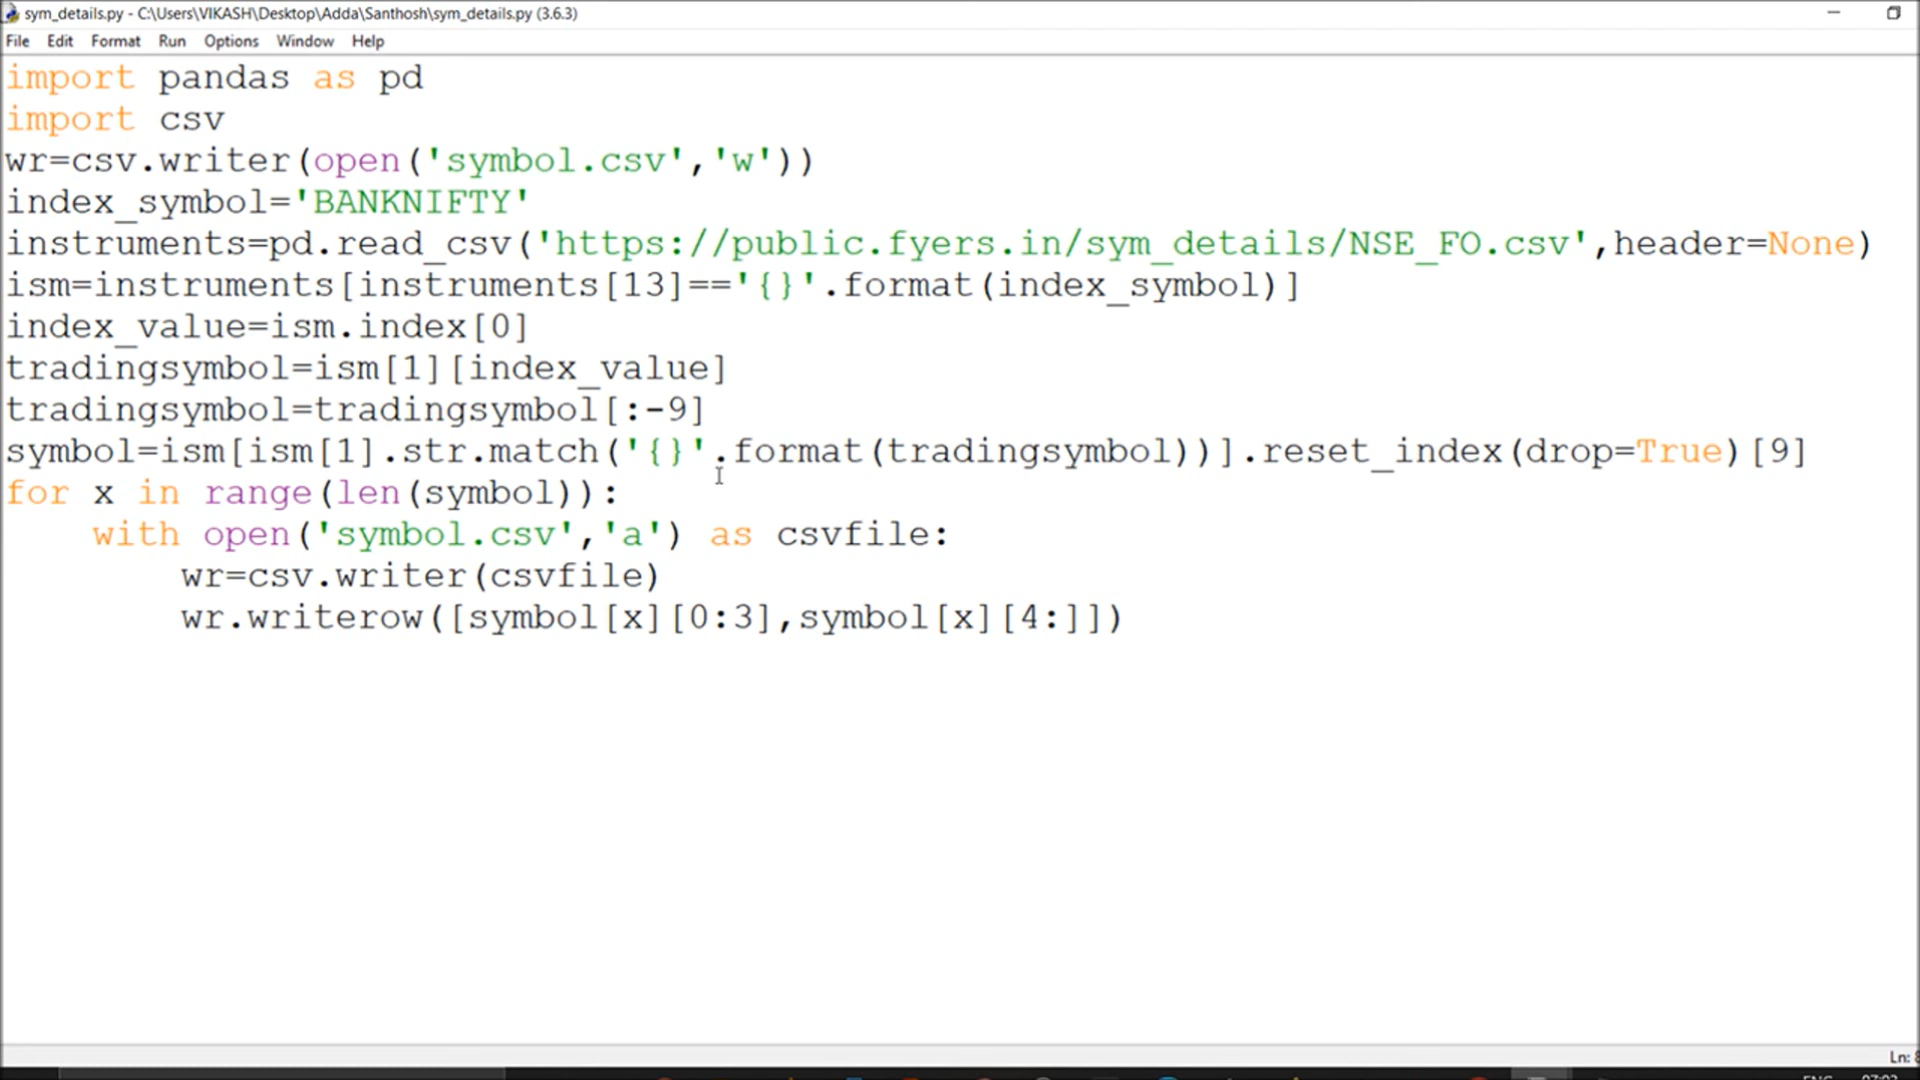 sym_details.py - C:\Users\VIKASH\Desktop\Adda\Santhosh\sym_details.py (3.6.3)
File Edit Format Run Options Window Help
import pandas as pd
import csv
wr=csv.writer(open('symbol.csv','w'))
index_symbol='BANKNIFTY'
instruments=pd.read_csv('https://public.fyers.in/sym_details/NSE_FO.csv',header=None)
ism=instruments[instruments[13]=='{}'.format(index_symbol)]
index_value=ism.index[0]
tradingsymbol=ism[1][index_value]
tradingsymbol=tradingsymbol[:-9]
symbol=ism[ism[1].str.match('{}'.format(tradingsymbol))].reset_index(drop=True)[9]
for x in range(len(symbol)):
    with open('symbol.csv','a') as csvfile:
        wr=csv.writer(csvfile)
        wr.writerow([symbol[x][0:3],symbol[x][4:]])
Ln: